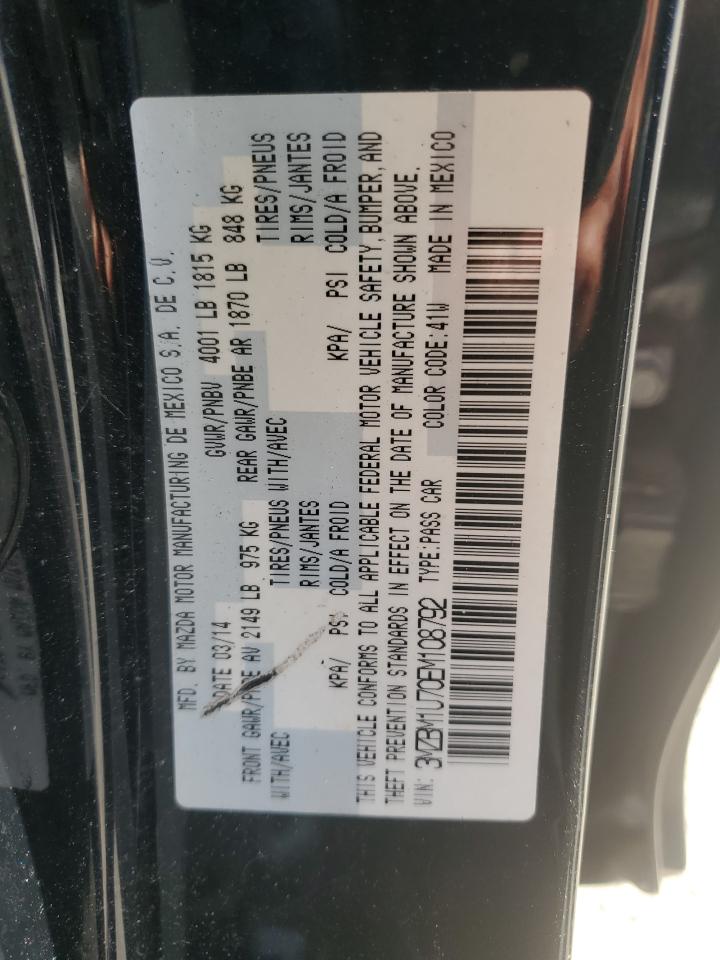 MFD. BY MAZDA MOTOR MANUFACTURING DE MEXICO S.A. DE C.V.
DATE 03/14 GVWR/PNBV 4001 LB 1815 KG
FRONT GAWR/PNBE AV 2149 LB 975 KG REAR GAWR/PNBE AR 1870 LB 848 KG
WITH/AVEC TIRES/PNEUS WITH/AVEC TIRES/PNEUS
RIMS/JANTES RIMS/JANTES
KPA/ PSI COLD/A FROID KPA/ PSI COLD/A FROID
THIS VEHICLE CONFORMS TO ALL APPLICABLE FEDERAL MOTOR VEHICLE SAFETY, BUMPER, AND
THEFT PREVENTION STANDARDS IN EFFECT ON THE DATE OF MANUFACTURE SHOWN ABOVE.
VIN: 3MZBM1U70EM108792 TYPE:PASS CAR COLOR CODE:41W MADE IN MEXICO